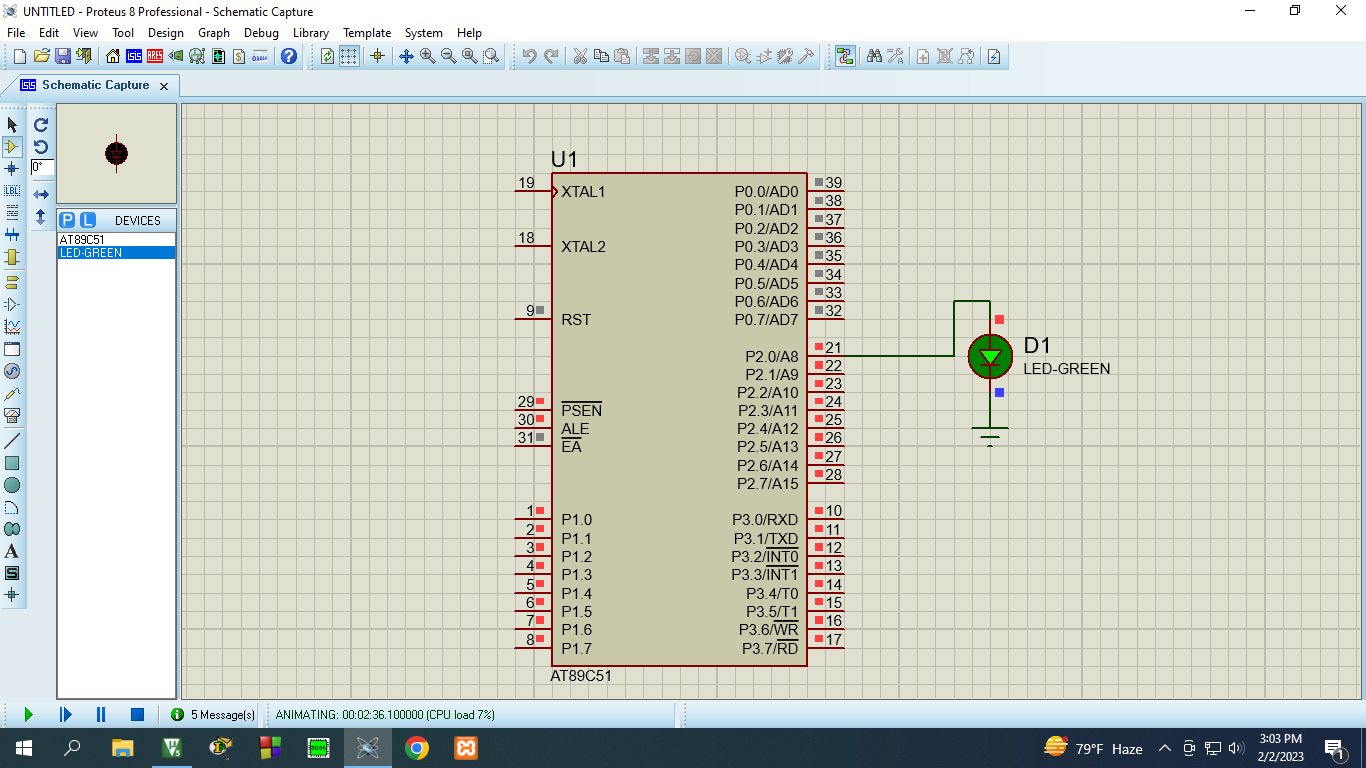 UNTITLED - Proteus 8 Professional - Schematic Capture
File Edit View Tool Design Graph Debug Library Template System Help
Schematic Capture
0°
LBL
A
S
P L DEVICES
AT89C51
LED-GREEN
U1
19 XTAL1
18 XTAL2
9 RST
29 PSEN
30 ALE
31 EA
1 P1.0
2 P1.1
3 P1.2
4 P1.3
5 P1.4
6 P1.5
7 P1.6
8 P1.7
P0.0/AD0 39
P0.1/AD1 38
P0.2/AD2 37
P0.3/AD3 36
P0.4/AD4 35
P0.5/AD5 34
P0.6/AD6 33
P0.7/AD7 32
P2.0/A8 21
P2.1/A9 22
P2.2/A10 23
P2.3/A11 24
P2.4/A12 25
P2.5/A13 26
P2.6/A14 27
P2.7/A15 28
P3.0/RXD 10
P3.1/TXD 11
P3.2/INT0 12
P3.3/INT1 13
P3.4/T0 14
P3.5/T1 15
P3.6/WR 16
P3.7/RD 17
AT89C51
D1
LED-GREEN
5 Message(s)
ANIMATING: 00:02:36.100000 (CPU load 7%)
79°F Haze
3:03 PM
2/2/2023
1